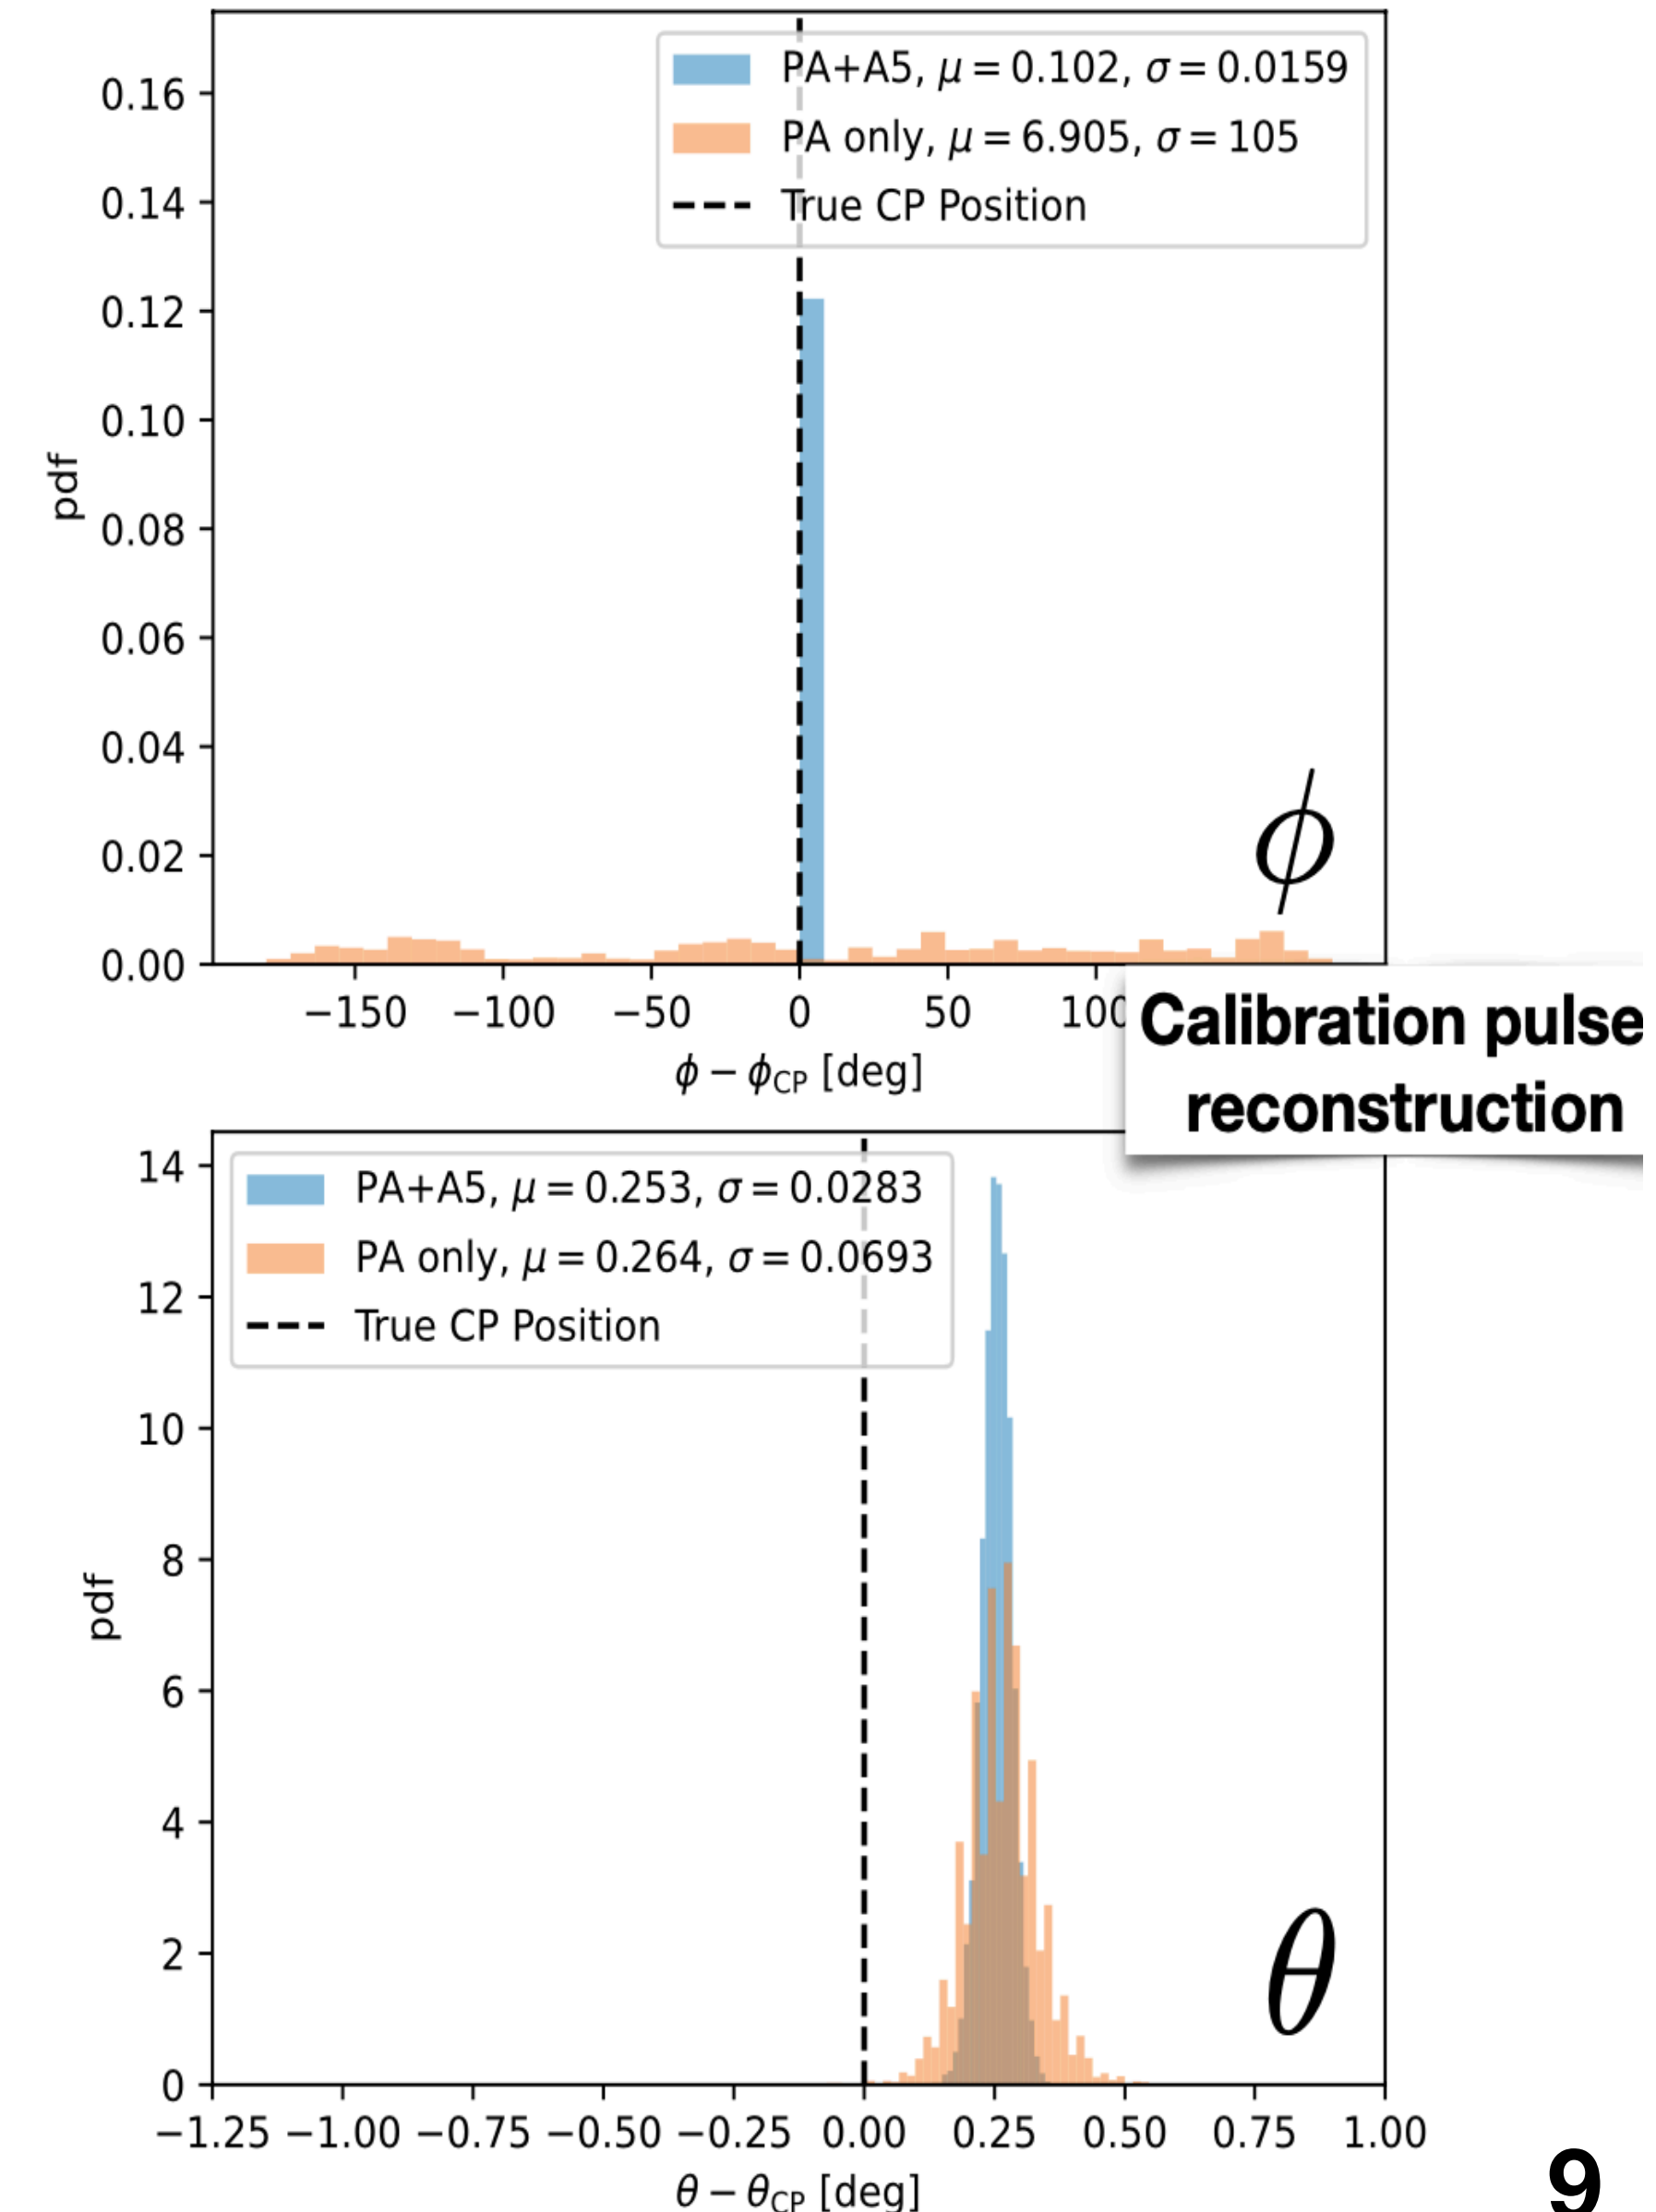 PA+A5, μ = 0.102, σ = 0.0159
PA only, μ = 6.905, σ = 105
True CP Position
0.16
0.14
0.12
0.10
0.08
0.06
0.04
0.02
0.00
pdf
ϕ
−150 −100 −50 0 50 100
ϕ − ϕCP [deg]
Calibration pulse
reconstruction
PA+A5, μ = 0.253, σ = 0.0283
PA only, μ = 0.264, σ = 0.0693
True CP Position
14
12
10
8
6
4
2
0
pdf
θ
−1.25 −1.00 −0.75 −0.50 −0.25 0.00 0.25 0.50 0.75 1.00
θ − θCP [deg]
9